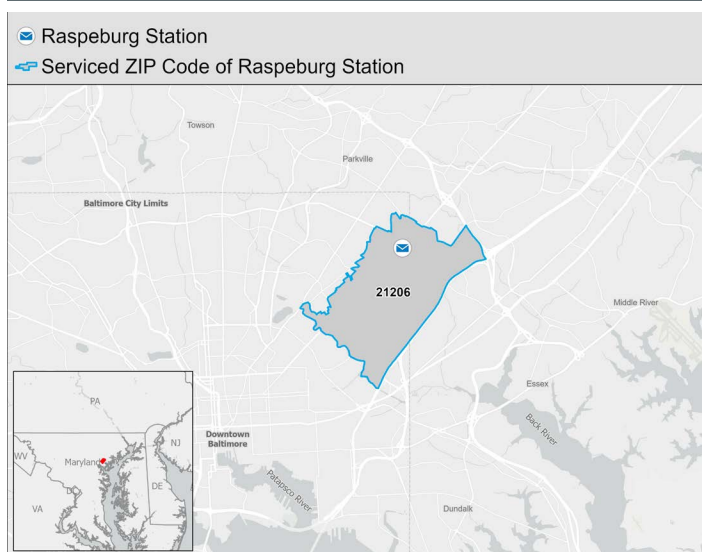 Raspeburg Station
Serviced ZIP Code of Raspeburg Station
Towson
Parkville
Baltimore City Limits
21206
Middle River
Essex
Back River
Downtown
Baltimore
Patapsco River
Dundalk
PA
WV
Maryland
NJ
DC
DE
VA